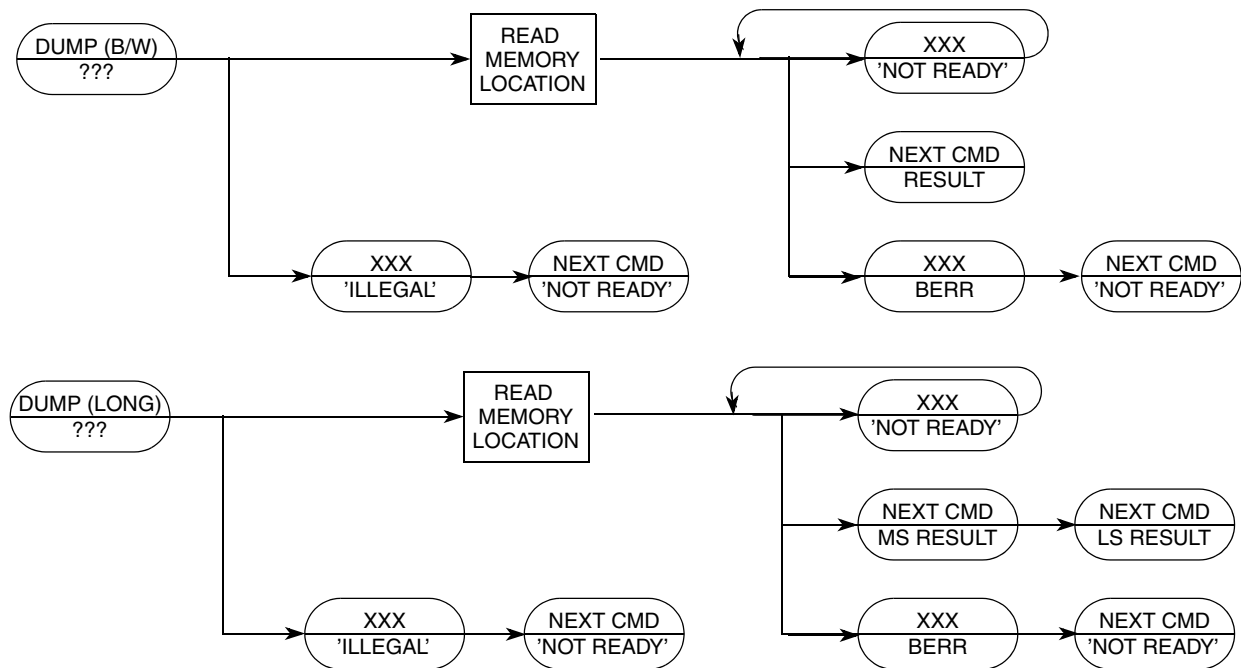 DUMP (B/W)
???
READ
MEMORY
LOCATION
XXX
’NOT READY’
NEXT CMD
RESULT
XXX
’ILLEGAL’
NEXT CMD
’NOT READY’
XXX
BERR
NEXT CMD
’NOT READY’
DUMP (LONG)
???
READ
MEMORY
LOCATION
XXX
’NOT READY’
NEXT CMD
MS RESULT
NEXT CMD
LS RESULT
XXX
’ILLEGAL’
NEXT CMD
’NOT READY’
XXX
BERR
NEXT CMD
’NOT READY’